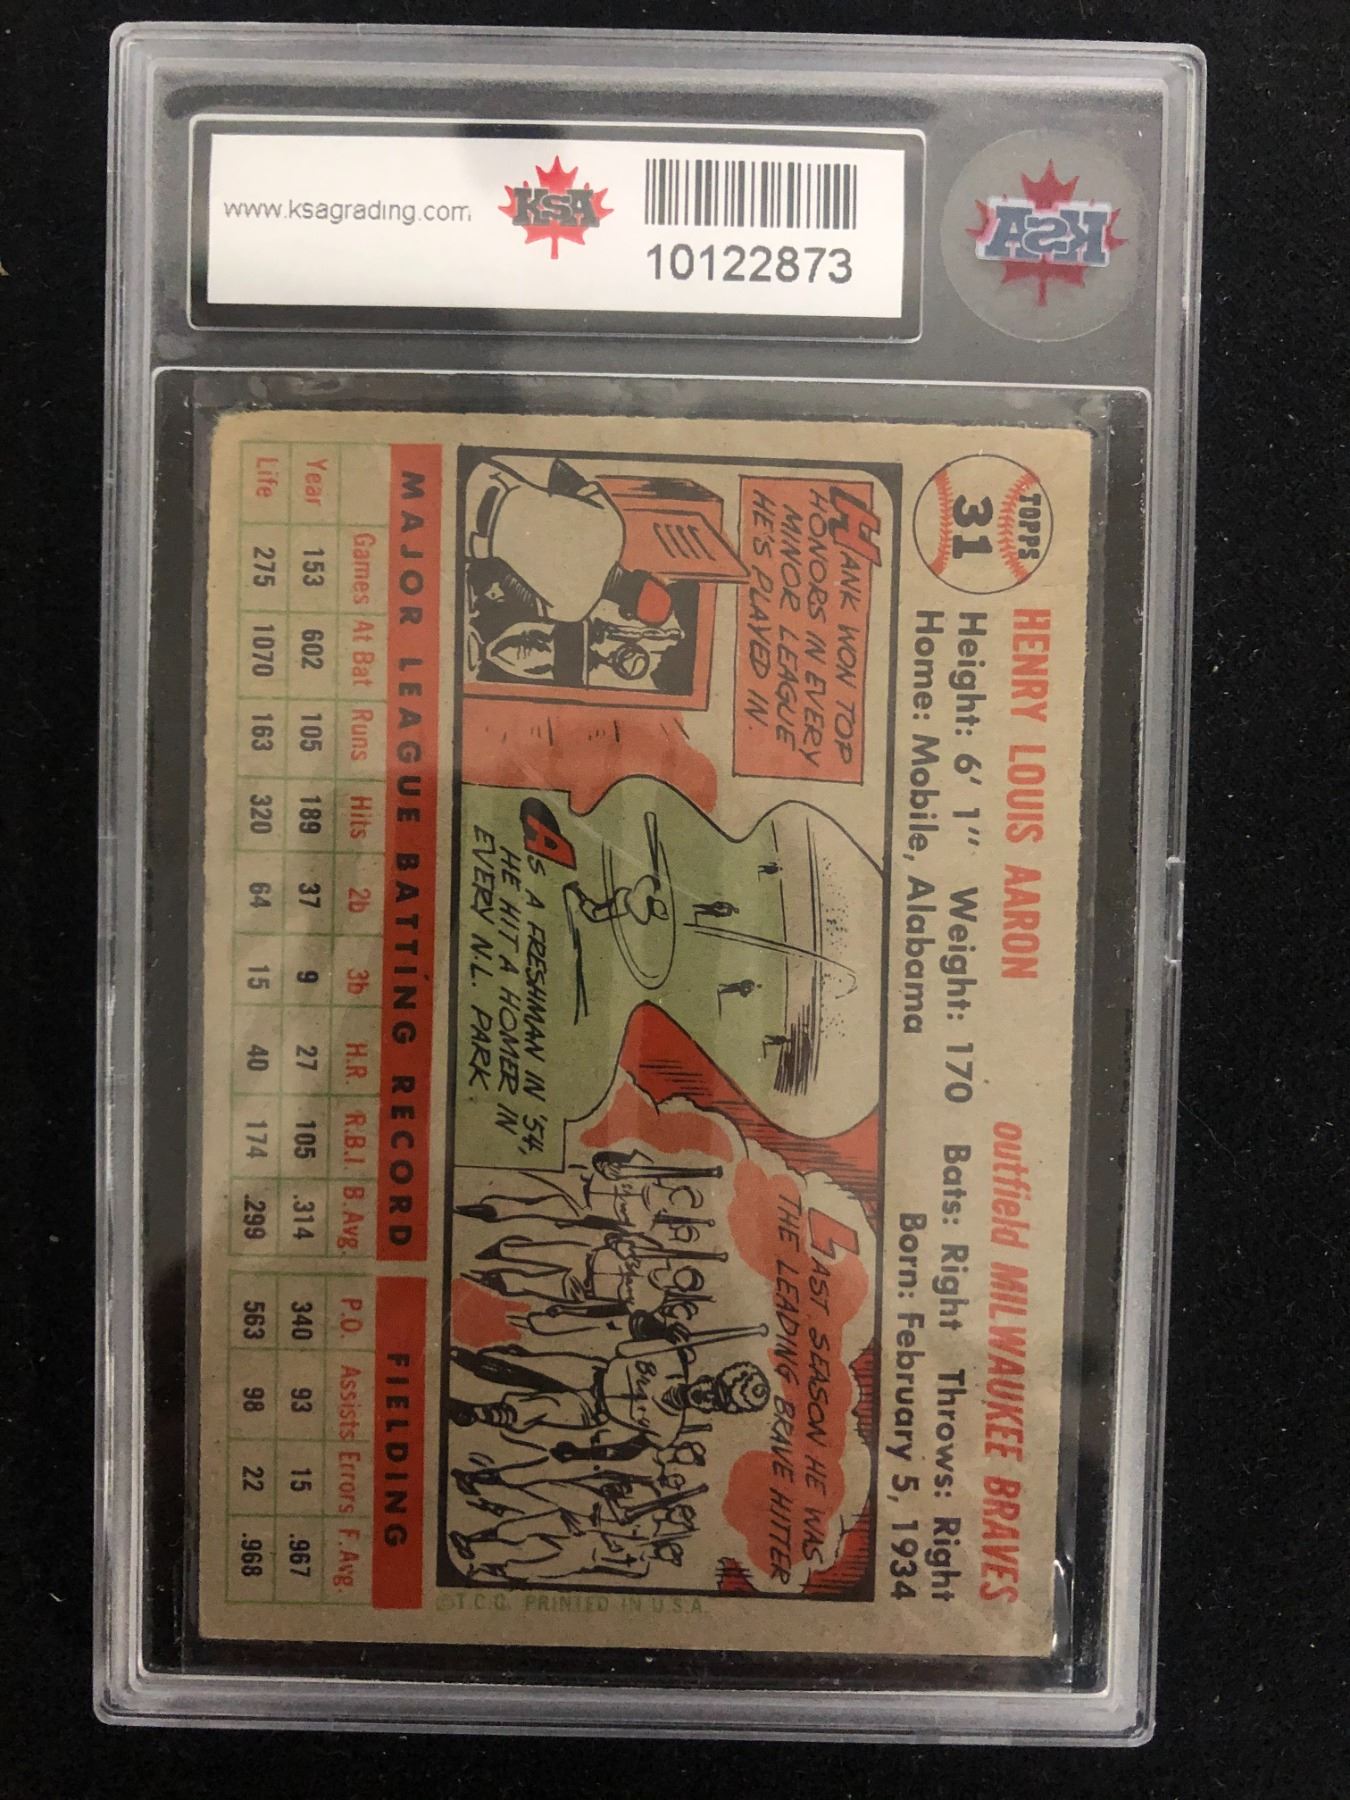 www.ksagrading.com
KSA
10122873
KSA
TOPPS
31
HENRY LOUIS AARON
outfield MILWAUKEE BRAVES
Height: 6' 1" Weight: 170 Bats: Right Throws: Right
Home: Mobile, Alabama
Born: February 5, 1934
HANK WON TOP
HONORS IN EVERY
MINOR LEAGUE
HE'S PLAYED IN.
AS A FRESHMAN IN '54,
HE HIT A HOMER IN
EVERY N.L. PARK.
LAST SEASON HE WAS
THE LEADING BRAVE HITTER
Braves
MAJOR LEAGUE BATTING RECORD
FIELDING
Games At Bat Runs Hits 2b 3b H.R. R.B.I. B.Avg. P.O. Assists Errors F.Avg.
Year 153 602 105 189 37 9 27 105 .314 340 93 15 .967
Life 275 1070 163 320 64 15 40 174 .299 563 98 22 .968
©T.C.G. PRINTED IN U.S.A.